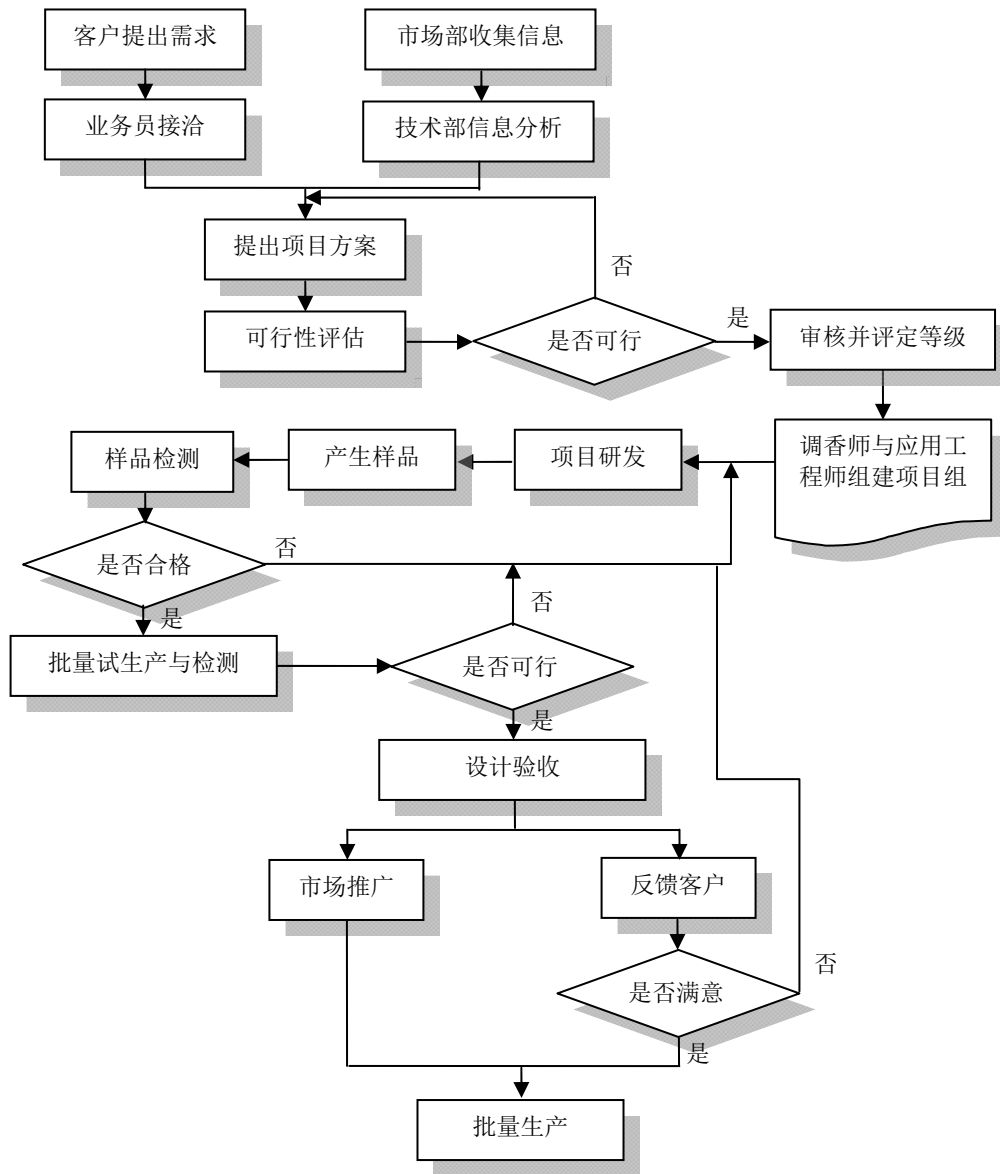 客户提出需求
市场部收集信息
业务员接洽
技术部信息分析
提出项目方案
否
可行性评估
是否可行
是
审核并评定等级
样品检测
产生样品
项目研发
调香师与应用工
程师组建项目组
是否合格
否
是
批量试生产与检测
否
是否可行
是
设计验收
市场推广
反馈客户
是否满意
否
是
批量生产